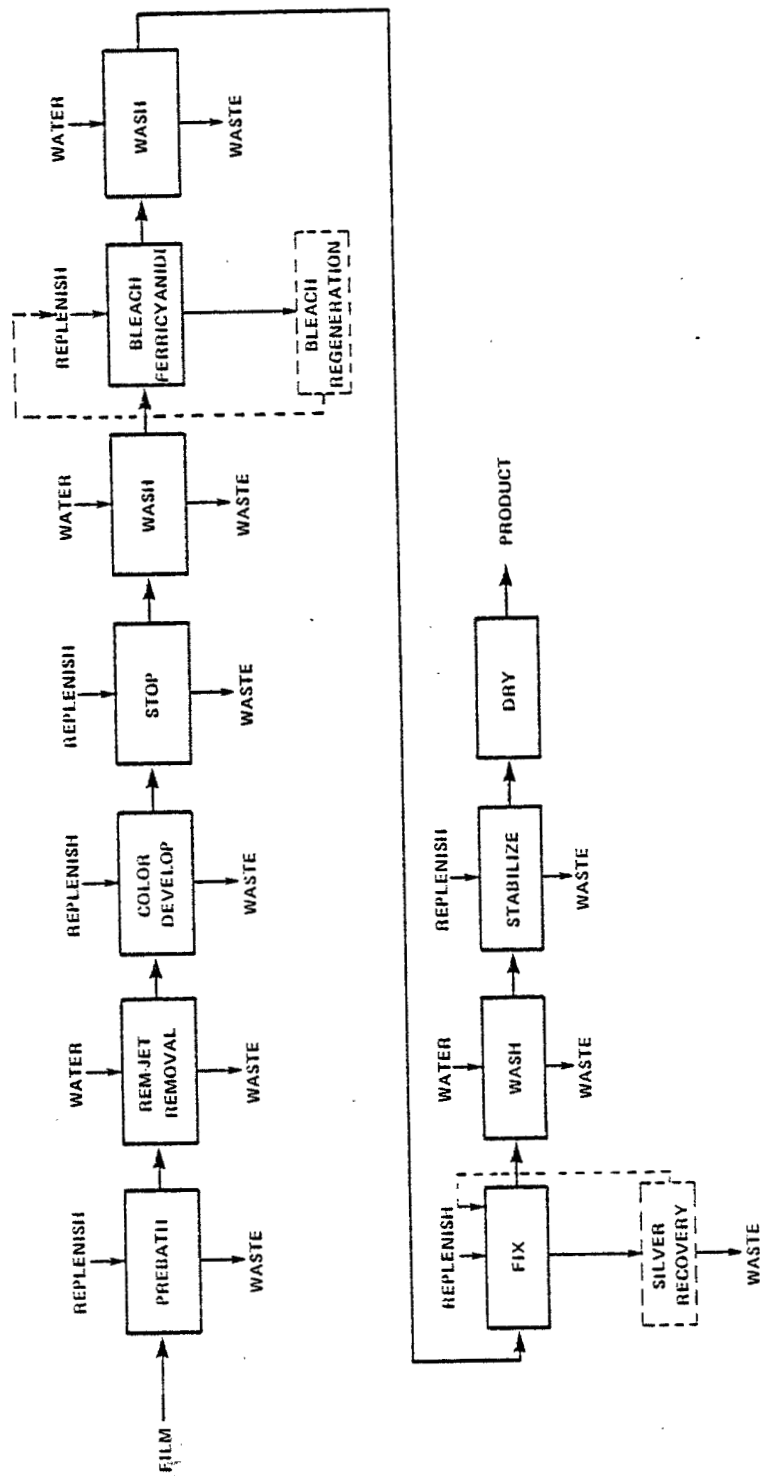 FILM
REPLENISH
PREBATH
WASTE
WATER
REM-JET
REMOVAL
WASTE
REPLENISH
COLOR
DEVELOP
WASTE
REPLENISH
STOP
WASTE
WATER
WASH
WASTE
REPLENISH
BLEACH
FERRICYANIDE
BLEACH
REGENERATION
WATER
WASH
WASTE
REPLENISH
FIX
SILVER
RECOVERY
WASTE
WATER
WASH
WASTE
REPLENISH
STABILIZE
WASTE
DRY
PRODUCT